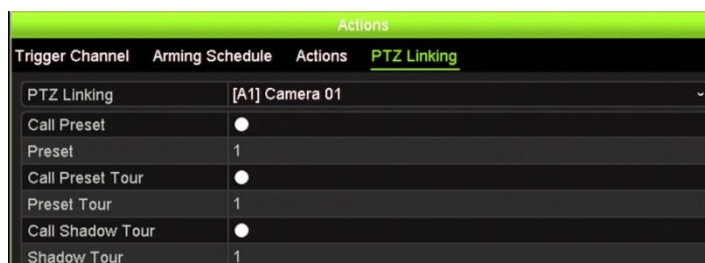 Actions
Trigger Channel Arming Schedule Actions PTZ Linking
PTZ Linking [A1] Camera 01
Call Preset
Preset 1
Call Preset Tour
Preset Tour 1
Call Shadow Tour
Shadow Tour 1